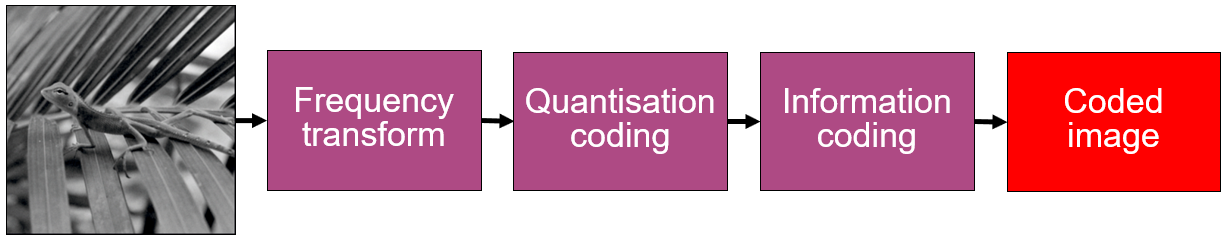 Frequency
transform
Quantisation
coding
Information
coding
Coded
image